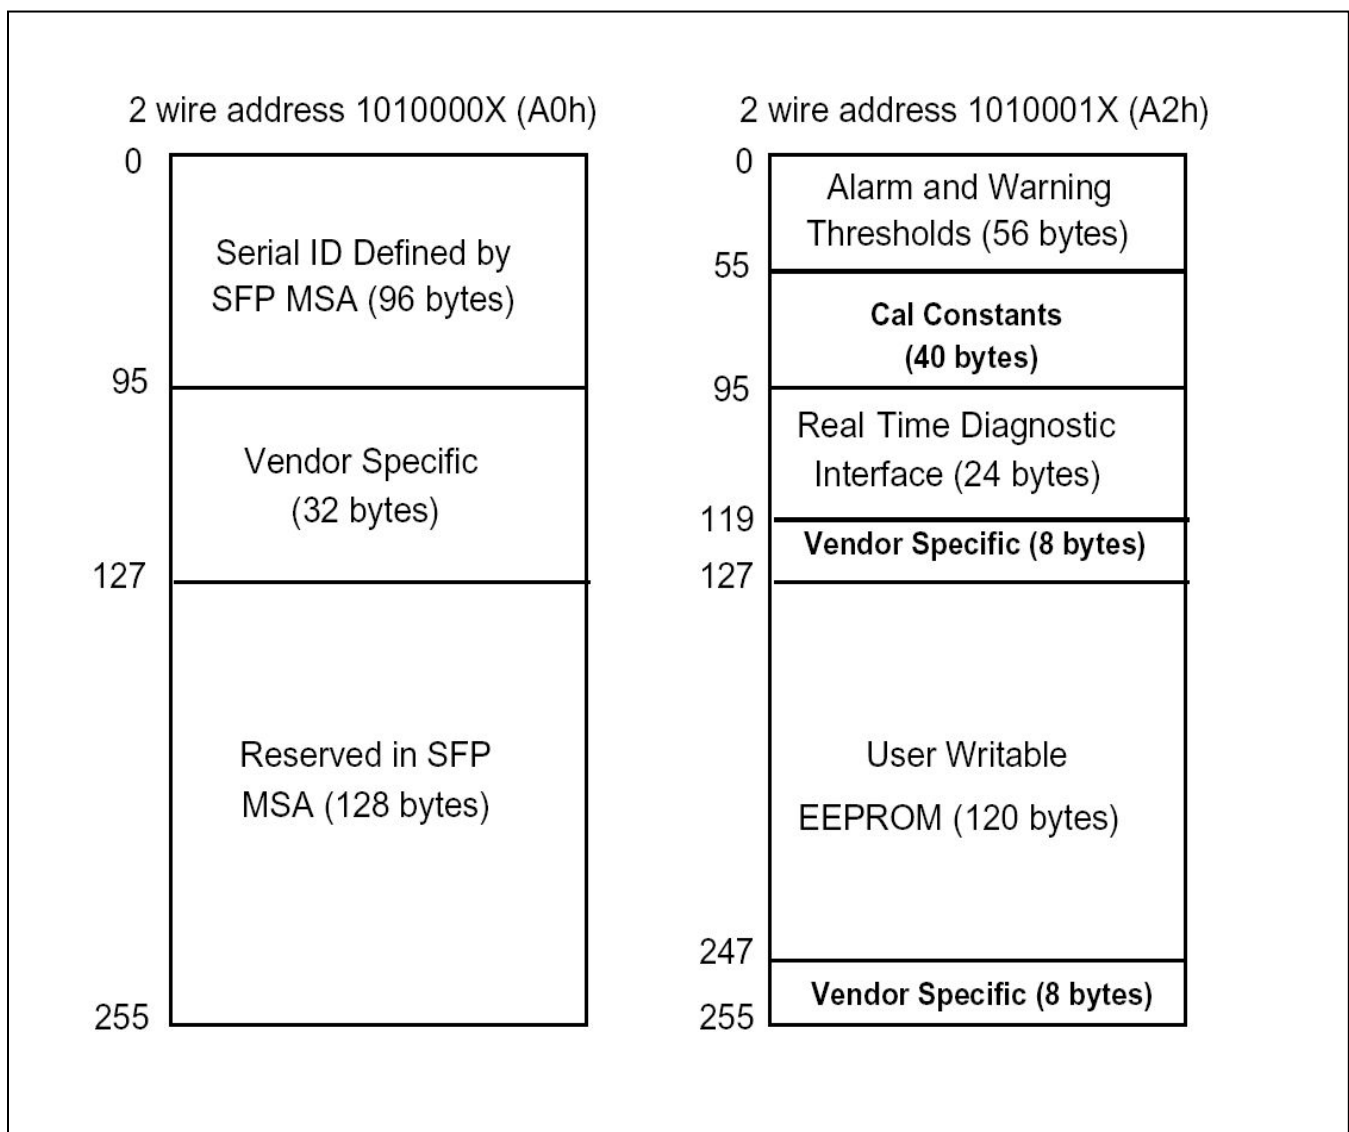 2 wire address 1010000X (A0h)
0
Serial ID Defined by
SFP MSA (96 bytes)
95
Vendor Specific
(32 bytes)
127
Reserved in SFP
MSA (128 bytes)
255
2 wire address 1010001X (A2h)
0
Alarm and Warning
Thresholds (56 bytes)
55
Cal Constants
(40 bytes)
95
Real Time Diagnostic
Interface (24 bytes)
119
Vendor Specific (8 bytes)
127
User Writable
EEPROM (120 bytes)
247
Vendor Specific (8 bytes)
255